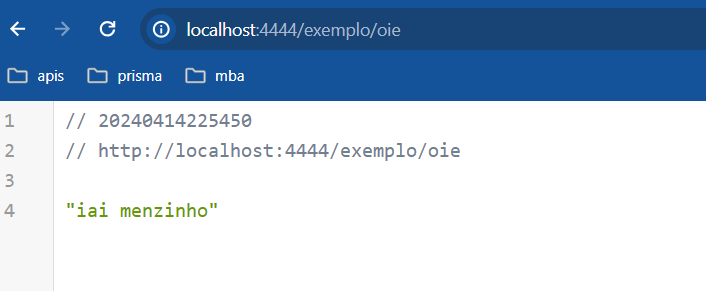 localhost:4444/exemplo/oie
apis prisma mba
1 // 20240414225450
2 // http://localhost:4444/exemplo/oie
3
4 "iai menzinho"